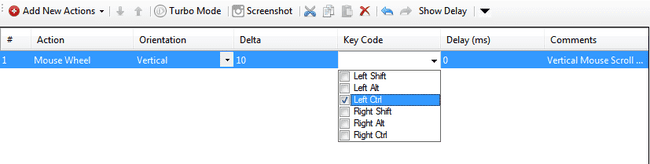 Add New Actions Turbo Mode Screenshot Show Delay
# Action Orientation Delta Key Code Delay (ms) Comments
1 Mouse Wheel Vertical 10 0 Vertical Mouse Scroll ...
Left Shift
Left Alt
Left Ctrl
Right Shift
Right Alt
Right Ctrl